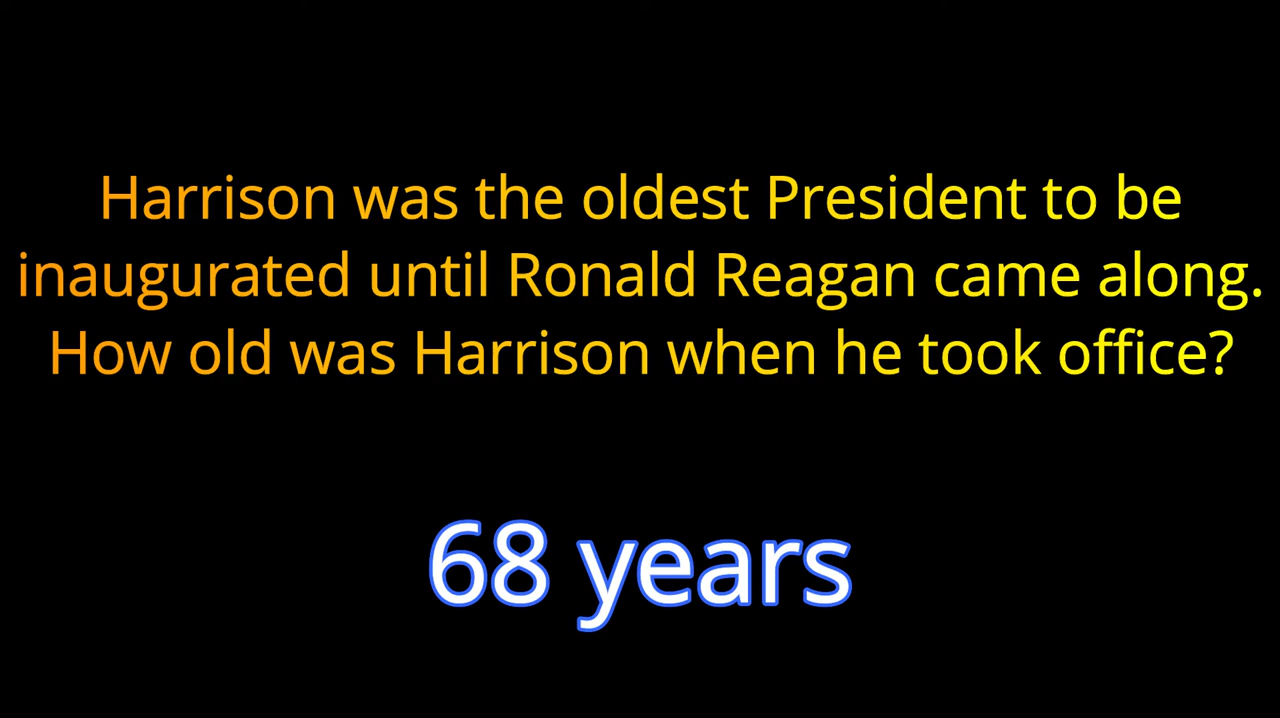 Harrison was the oldest President to be
inaugurated until Ronald Reagan came along.
How old was Harrison when he took office?
68 years